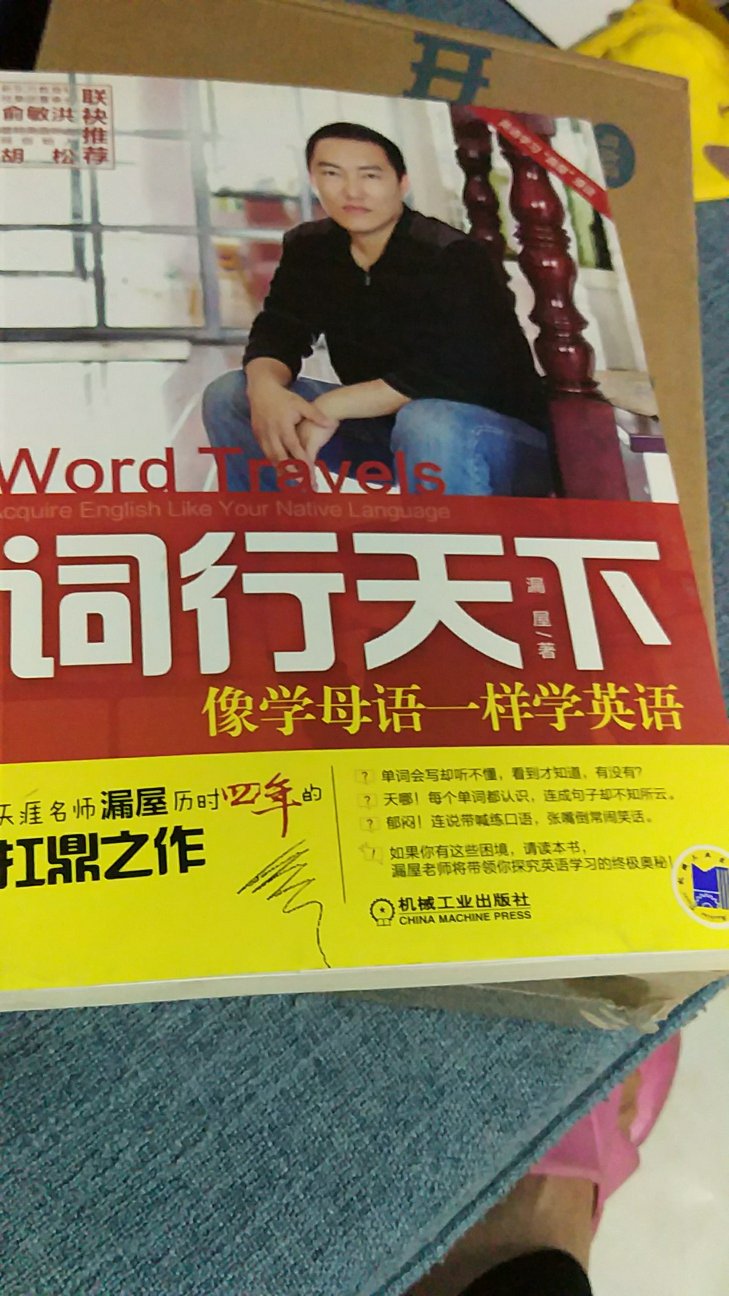 俞敏洪
胡 松
联袂推荐
Word Travels
Acquire English Like Your Native Language
词行天下
漏屋/著
像学母语一样学英语
天涯名师漏屋历时四年的
扛鼎之作
? 单词会写却听不懂，看到才知道，有没有?
? 天哪！每个单词都认识，连成句子却不知所云。
? 郁闷！连说带喊练口语，张嘴倒常闹笑话。
! 如果你有这些困境，请读本书，
漏屋老师将带领你探究英语学习的终极奥秘！
机械工业出版社
CHINA MACHINE PRESS